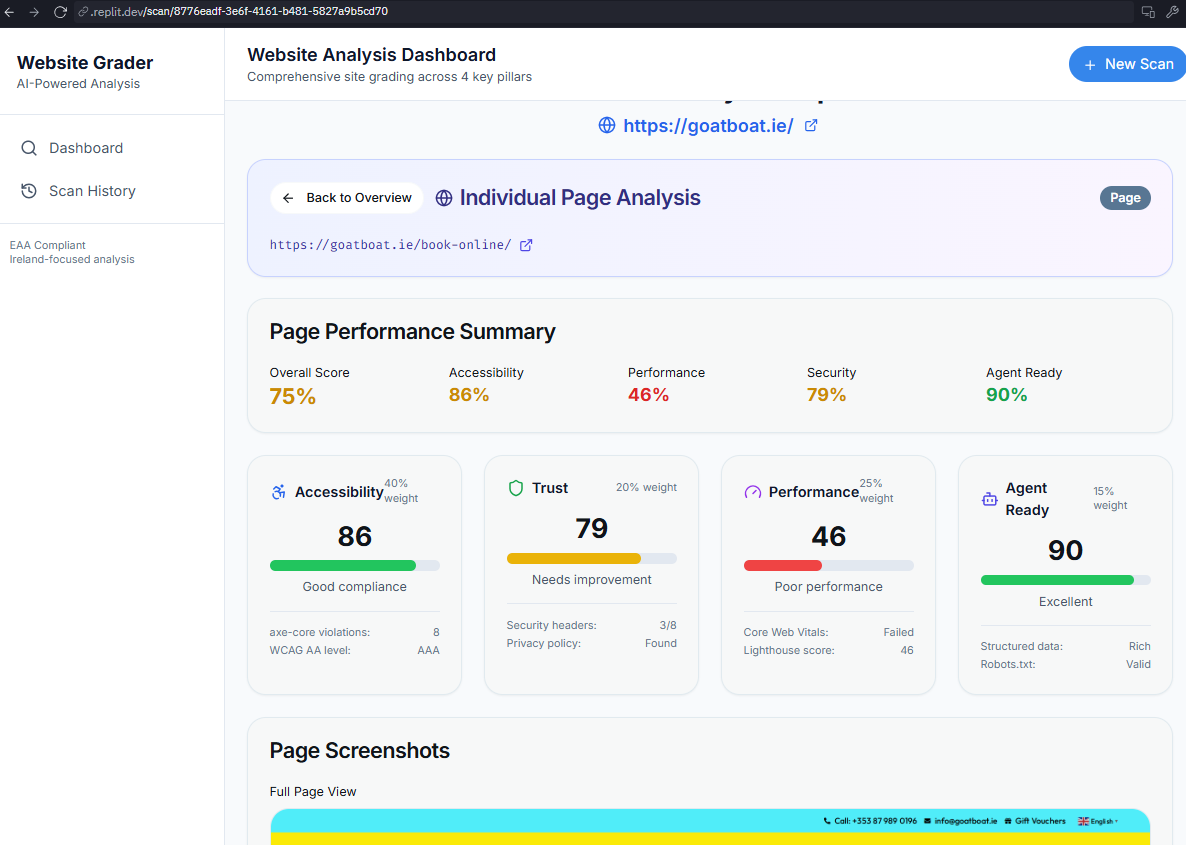 .replit.dev/scan/8776eadf-3e6f-4161-b481-5827a9b5cd70
Website Grader
AI-Powered Analysis
Dashboard
Scan History
EAA Compliant
Ireland-focused analysis
Website Analysis Dashboard
Comprehensive site grading across 4 key pillars
New Scan
https://goatboat.ie/
Back to Overview
Individual Page Analysis
Page
https://goatboat.ie/book-online/
Page Performance Summary
Overall Score
75%
Accessibility
86%
Performance
46%
Security
79%
Agent Ready
90%
Accessibility
40%
weight
86
Good compliance
axe-core violations: 8
WCAG AA level: AAA
Trust
20% weight
79
Needs improvement
Security headers: 3/8
Privacy policy: Found
Performance
25%
weight
46
Poor performance
Core Web Vitals: Failed
Lighthouse score: 46
Agent
Ready
15%
weight
90
Excellent
Structured data: Rich
Robots.txt: Valid
Page Screenshots
Full Page View
Call: +353 87 989 0196 info@goatboat.ie Gift Vouchers English